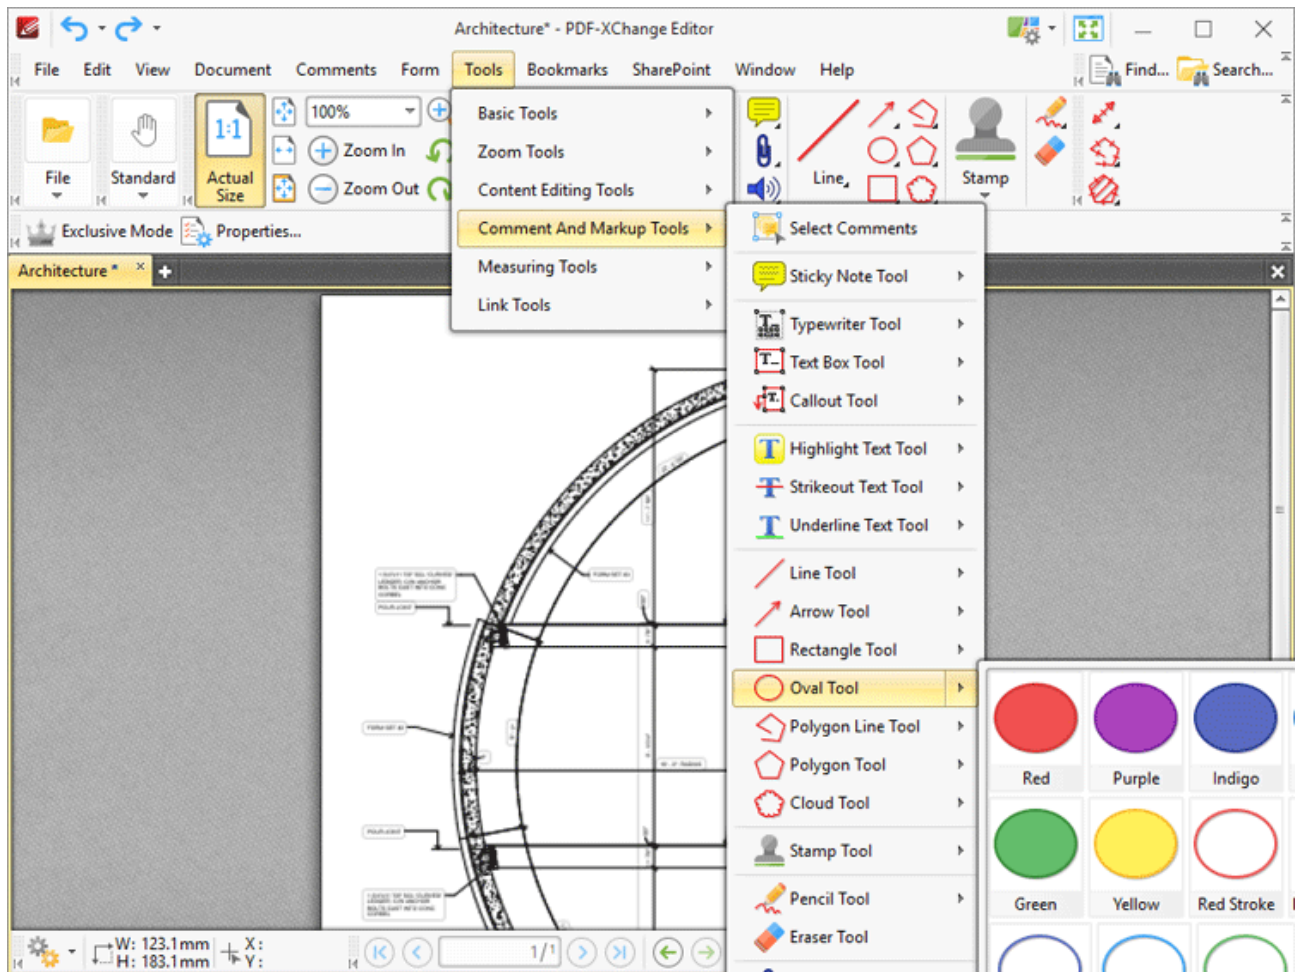 Architecture* - PDF-XChange Editor
File Edit View Document Comments Form Tools Bookmarks SharePoint Window Help Find... Search...
File
Standard
1:1
Actual
Size
100%
Zoom In
Zoom Out
Line
Stamp
Exclusive Mode Properties...
Architecture *
Basic Tools
Zoom Tools
Content Editing Tools
Comment And Markup Tools
Measuring Tools
Link Tools
Select Comments
Sticky Note Tool
Typewriter Tool
Text Box Tool
Callout Tool
Highlight Text Tool
Strikeout Text Tool
Underline Text Tool
Line Tool
Arrow Tool
Rectangle Tool
Oval Tool
Polygon Line Tool
Polygon Tool
Cloud Tool
Stamp Tool
Pencil Tool
Eraser Tool
Red Purple Indigo
Green Yellow Red Stroke
W: 123.1mm
H: 183.1mm
X:
Y:
1/1